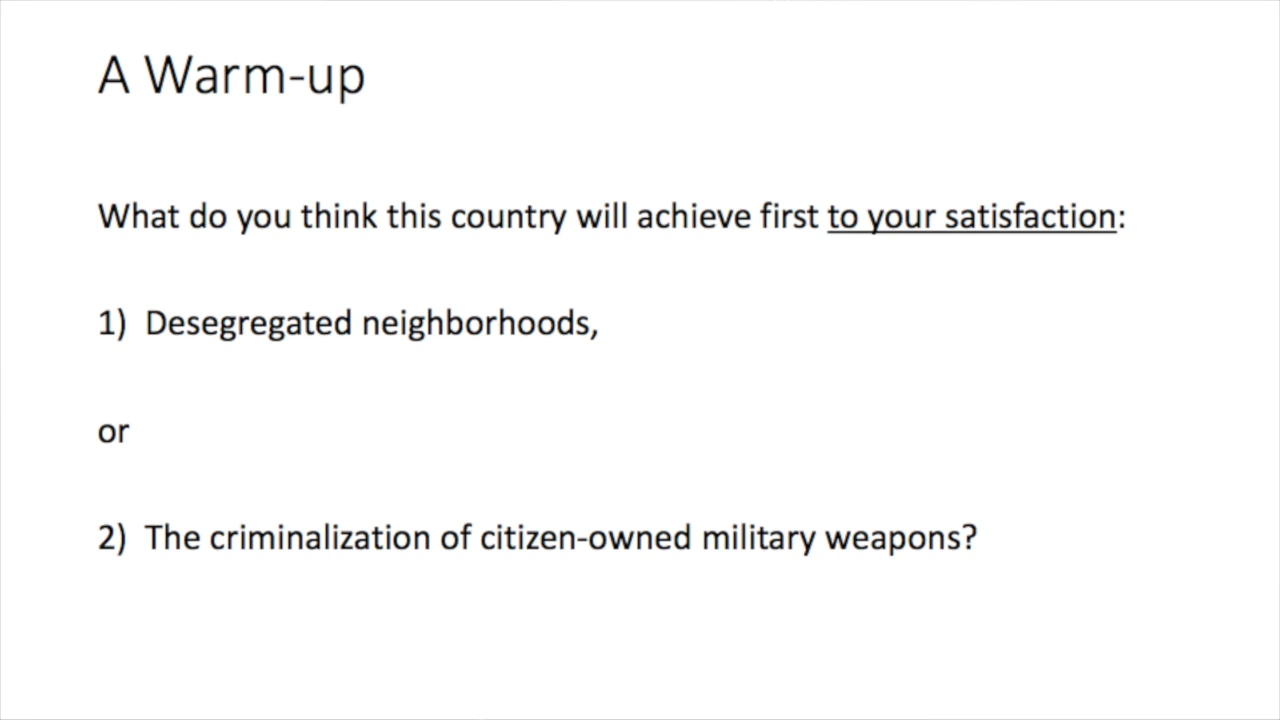 A Warm-up
What do you think this country will achieve first to your satisfaction:
1) Desegregated neighborhoods,
or
2) The criminalization of citizen-owned military weapons?